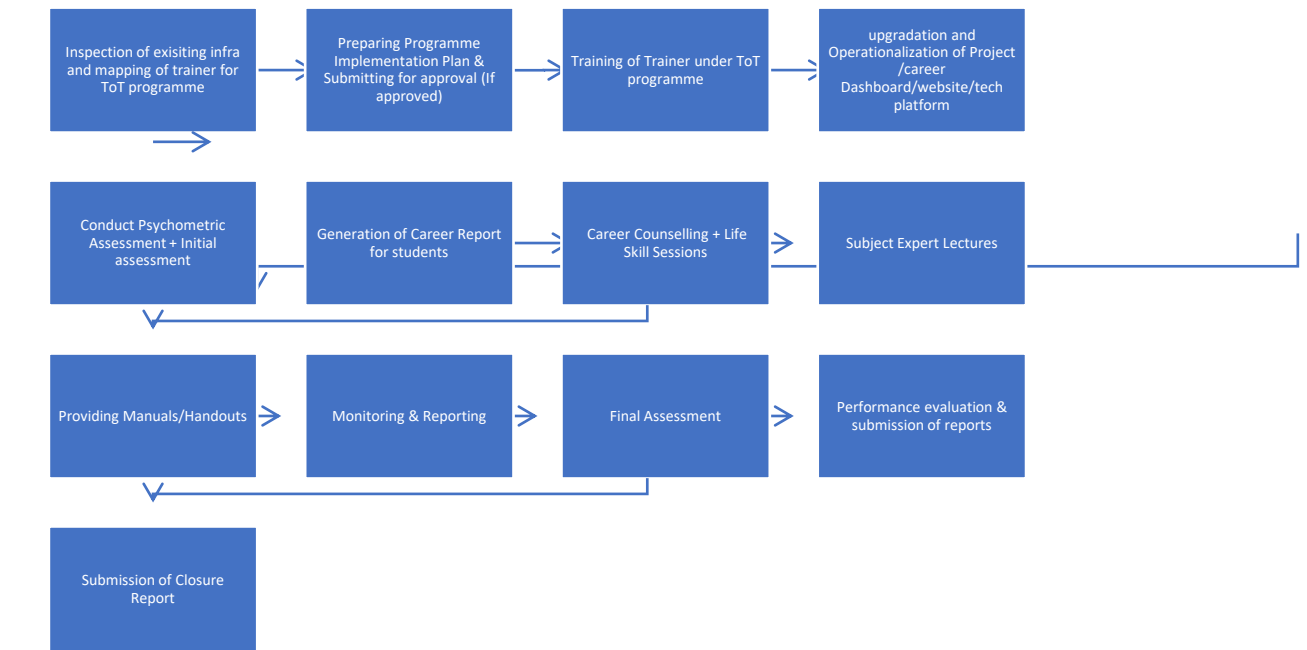 Inspection of exisiting infra
and mapping of trainer for
ToT programme
Preparing Programme
Implementation Plan &
Submitting for approval (If
approved)
Training of Trainer under ToT
programme
upgradation and
Operationalization of Project
/career
Dashboard/website/tech
platform
Conduct Psychometric
Assessment + Initial
assessment
Generation of Career Report
for students
Career Counselling + Life
Skill Sessions
Subject Expert Lectures
Providing Manuals/Handouts
Monitoring & Reporting
Final Assessment
Performance evaluation &
submission of reports
Submission of Closure
Report